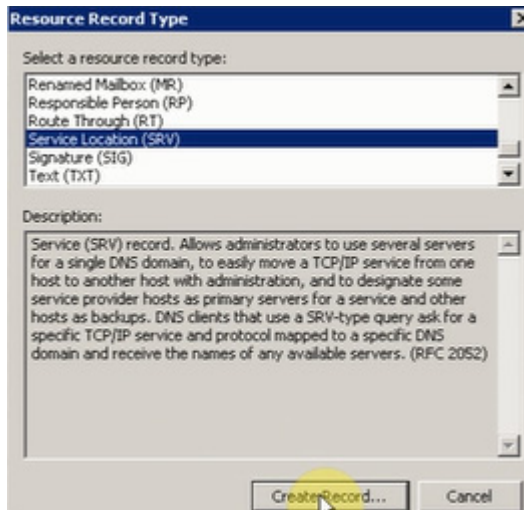 Resource Record Type
Select a resource record type:
Renamed Mailbox (MR)
Responsible Person (RP)
Route Through (RT)
Service Location (SRV)
Signature (SIG)
Text (TXT)
Description:
Service (SRV) record. Allows administrators to use several servers
for a single DNS domain, to easily move a TCP/IP service from one
host to another host with administration, and to designate some
service provider hosts as primary servers for a service and other
hosts as backups. DNS clients that use a SRV-type query ask for a
specific TCP/IP service and protocol mapped to a specific DNS
domain and receive the names of any available servers. (RFC 2052)
Create Record... Cancel